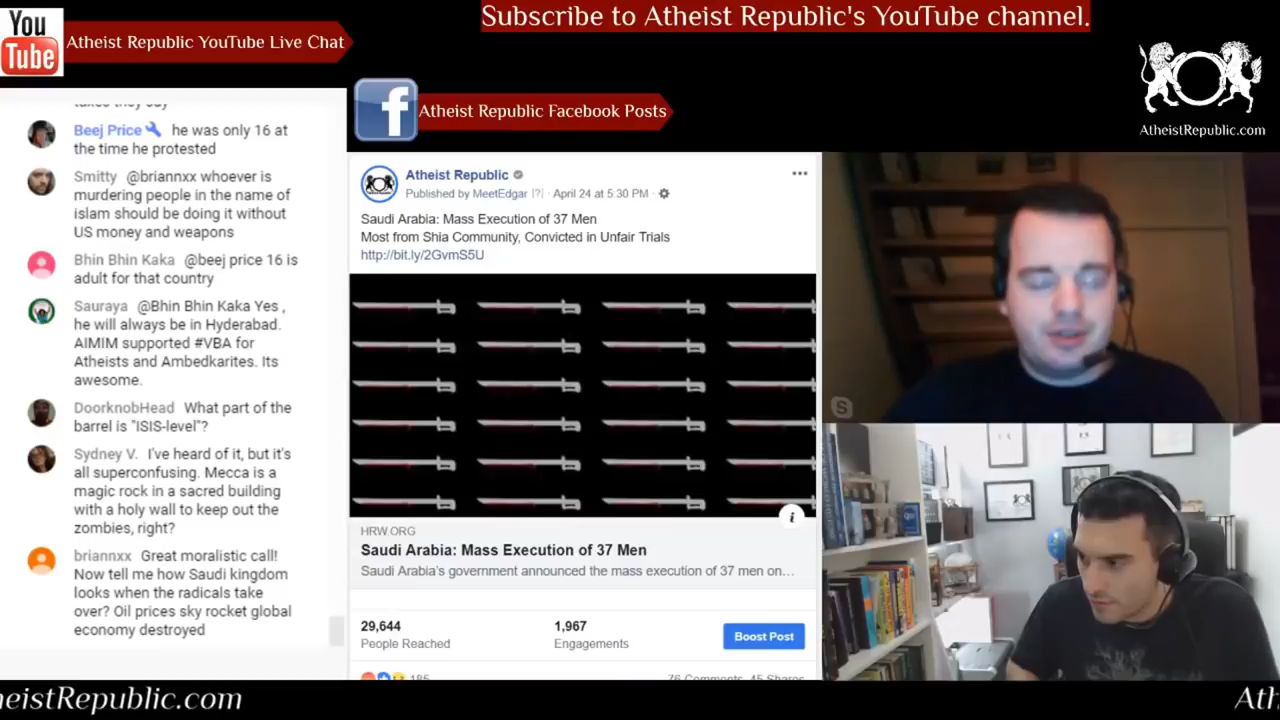 Subscribe to Atheist Republic's YouTube channel.
You
Tube
Atheist Republic YouTube Live Chat
AtheistRepublic.com
f
Atheist Republic Facebook Posts
Beej Price he was only 16 at
the time he protested
Smitty @briannxx whoever is
murdering people in the name of
islam should be doing it without
US money and weapons
Bhin Bhin Kaka @beej price 16 is
adult for that country
Sauraya @Bhin Bhin Kaka Yes ,
he will always be in Hyderabad.
AIMIM supported #VBA for
Atheists and Ambedkarites. Its
awesome.
DoorknobHead What part of the
barrel is "ISIS-level"?
Sydney V. I've heard of it, but it's
all superconfusing. Mecca is a
magic rock in a sacred building
with a holy wall to keep out the
zombies, right?
briannxx Great moralistic call!
Now tell me how Saudi kingdom
looks when the radicals take
over? Oil prices sky rocket global
economy destroyed
Atheist Republic
Published by MeetEdgar [?] · April 24 at 5:30 PM ·
Saudi Arabia: Mass Execution of 37 Men
Most from Shia Community, Convicted in Unfair Trials
http://bit.ly/2GvmS5U
i
HRW.ORG
Saudi Arabia: Mass Execution of 37 Men
Saudi Arabia's government announced the mass execution of 37 men on...
29,644
People Reached
1,967
Engagements
Boost Post
185
76 Comments 45 Shares
S
heistRepublic.com
Ath